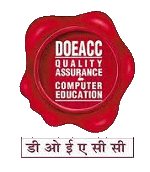 DOEACC
QUALITY
ASSURANCE
in
COMPUTER
EDUCATION
डी ओ ई ए सी सी